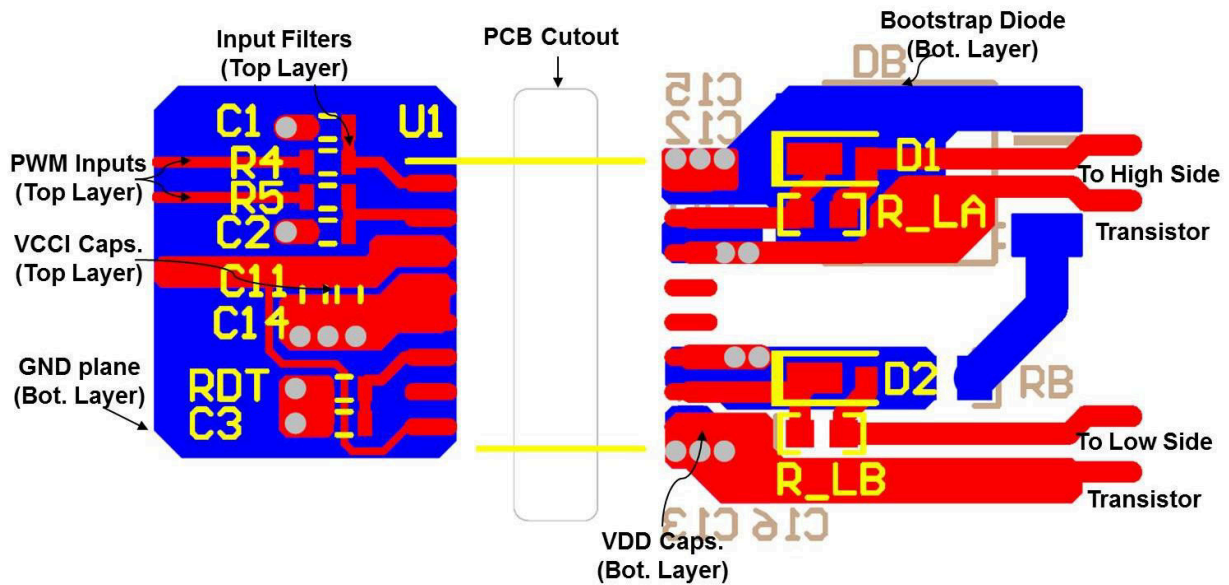 Input Filters
(Top Layer)
PCB Cutout
Bootstrap Diode
(Bot. Layer)
DB
C15
C12
C1
U1
PWM Inputs
(Top Layer)
R4
R5
C2
D1
R_LA
To High Side
Transistor
VCCI Caps.
(Top Layer)
C11
C14
GND plane
(Bot. Layer)
RDT
C3
D2
RB
To Low Side
Transistor
R_LB
C13 C16
VDD Caps.
(Bot. Layer)